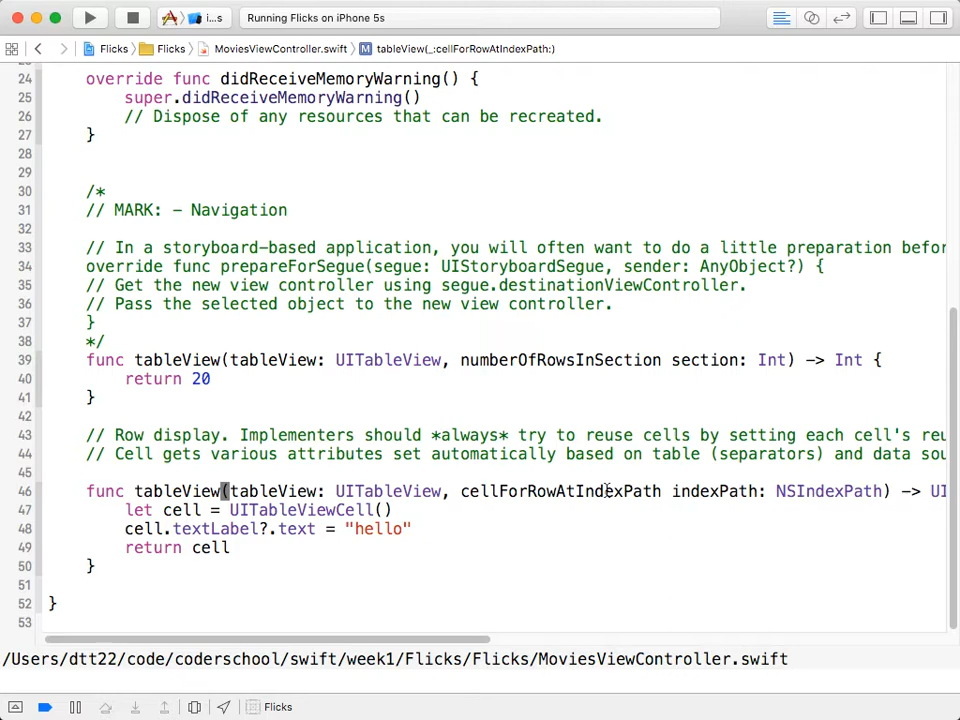 i...s
Running Flicks on iPhone 5s
Flicks
Flicks
MoviesViewController.swift
M
tableView(_:cellForRowAtIndexPath:)
24 override func didReceiveMemoryWarning() {
25 super.didReceiveMemoryWarning()
26 // Dispose of any resources that can be recreated.
27 }
28
29
30 /*
31 // MARK: - Navigation
32
33 // In a storyboard-based application, you will often want to do a little preparation befor
34 override func prepareForSegue(segue: UIStoryboardSegue, sender: AnyObject?) {
35 // Get the new view controller using segue.destinationViewController.
36 // Pass the selected object to the new view controller.
37 }
38 */
39 func tableView(tableView: UITableView, numberOfRowsInSection section: Int) -> Int {
40 return 20
41 }
42
43 // Row display. Implementers should *always* try to reuse cells by setting each cell's reu
44 // Cell gets various attributes set automatically based on table (separators) and data sou
45
46 func tableView(tableView: UITableView, cellForRowAtIndexPath indexPath: NSIndexPath) -> UI
47 let cell = UITableViewCell()
48 cell.textLabel?.text = "hello"
49 return cell
50 }
51
52 }
53
/Users/dtt22/code/coderschool/swift/week1/Flicks/Flicks/MoviesViewController.swift
Flicks